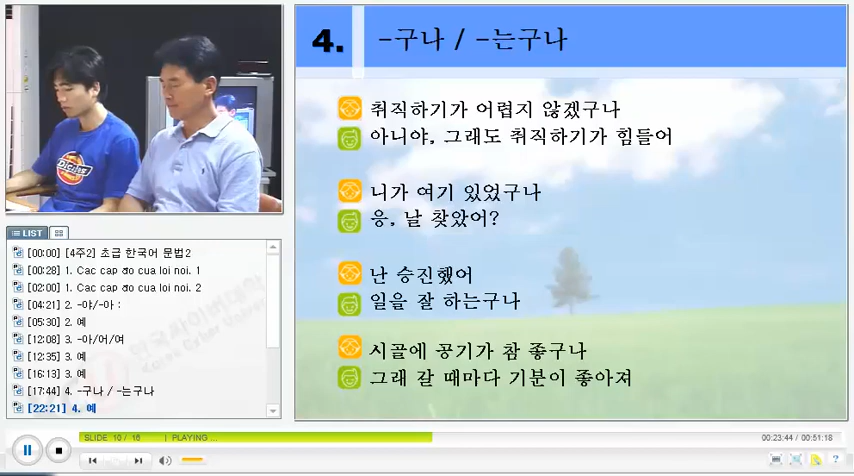 4. -구나 / -는구나
취직하기가 어렵지 않겠구나
아니야, 그래도 취직하기가 힘들어
니가 여기 있었구나
응, 날 찾았어?
난 승진했어
일을 잘 하는구나
시골에 공기가 참 좋구나
그래 갈 때마다 기분이 좋아져
Dickies
LIST
[00:00] [4주2] 초급 한국어 문법2
[00:28] 1. Cac cap đo cua loi noi. 1
[02:00] 1. Cac cap đo cua loi noi. 2
[04:21] 2. -야/-아 :
[05:30] 2. 예
[12:08] 3. -아/어/여
[12:35] 3. 예
[16:13] 3. 예
[17:44] 4. -구나 / -는구나
[22:21] 4. 예
SLIDE 10 / 16 | PLAYING ...
00:23:44 / 00:51:18